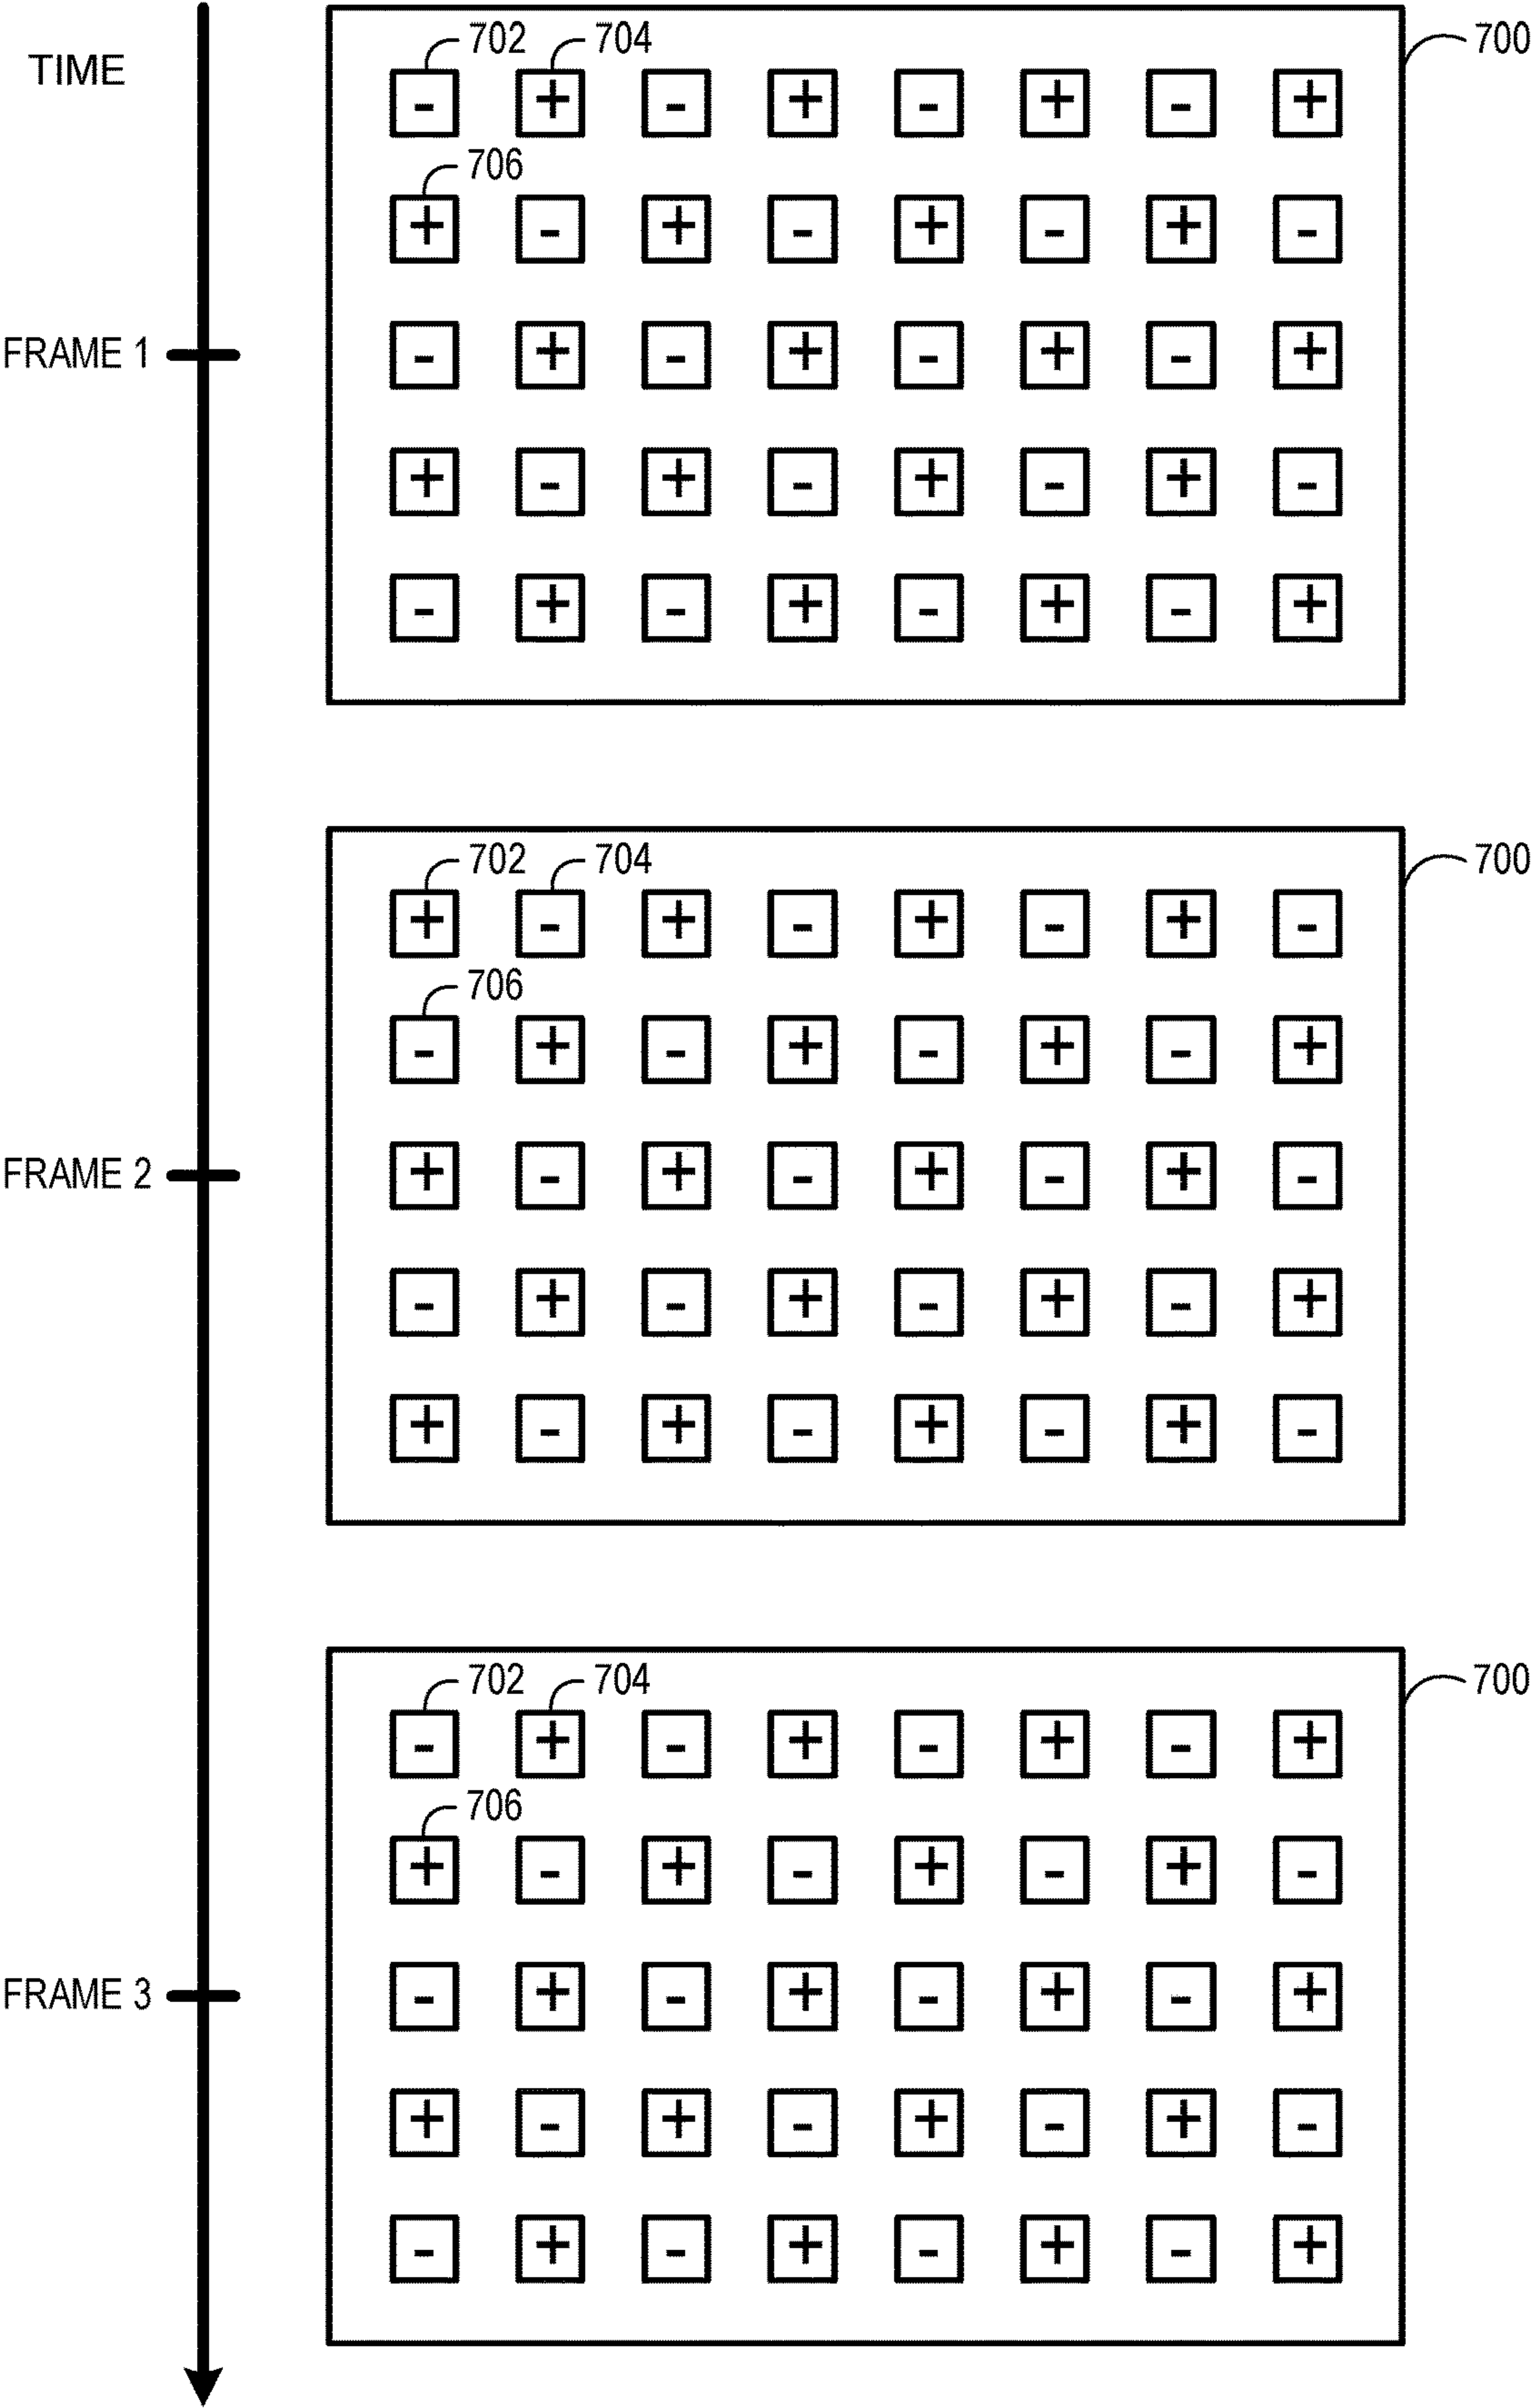 TIME 702 704 700
- + - + - + - +
706
+ - + - + - + -
FRAME 1 - + - + - + - +
+ - + - + - + -
- + - + - + - +
702 704 700
+ - + - + - + -
706
- + - + - + - +
FRAME 2 + - + - + - + -
- + - + - + - +
+ - + - + - + -
702 704 700
- + - + - + - +
706
+ - + - + - + -
FRAME 3 - + - + - + - +
+ - + - + - + -
- + - + - + - +